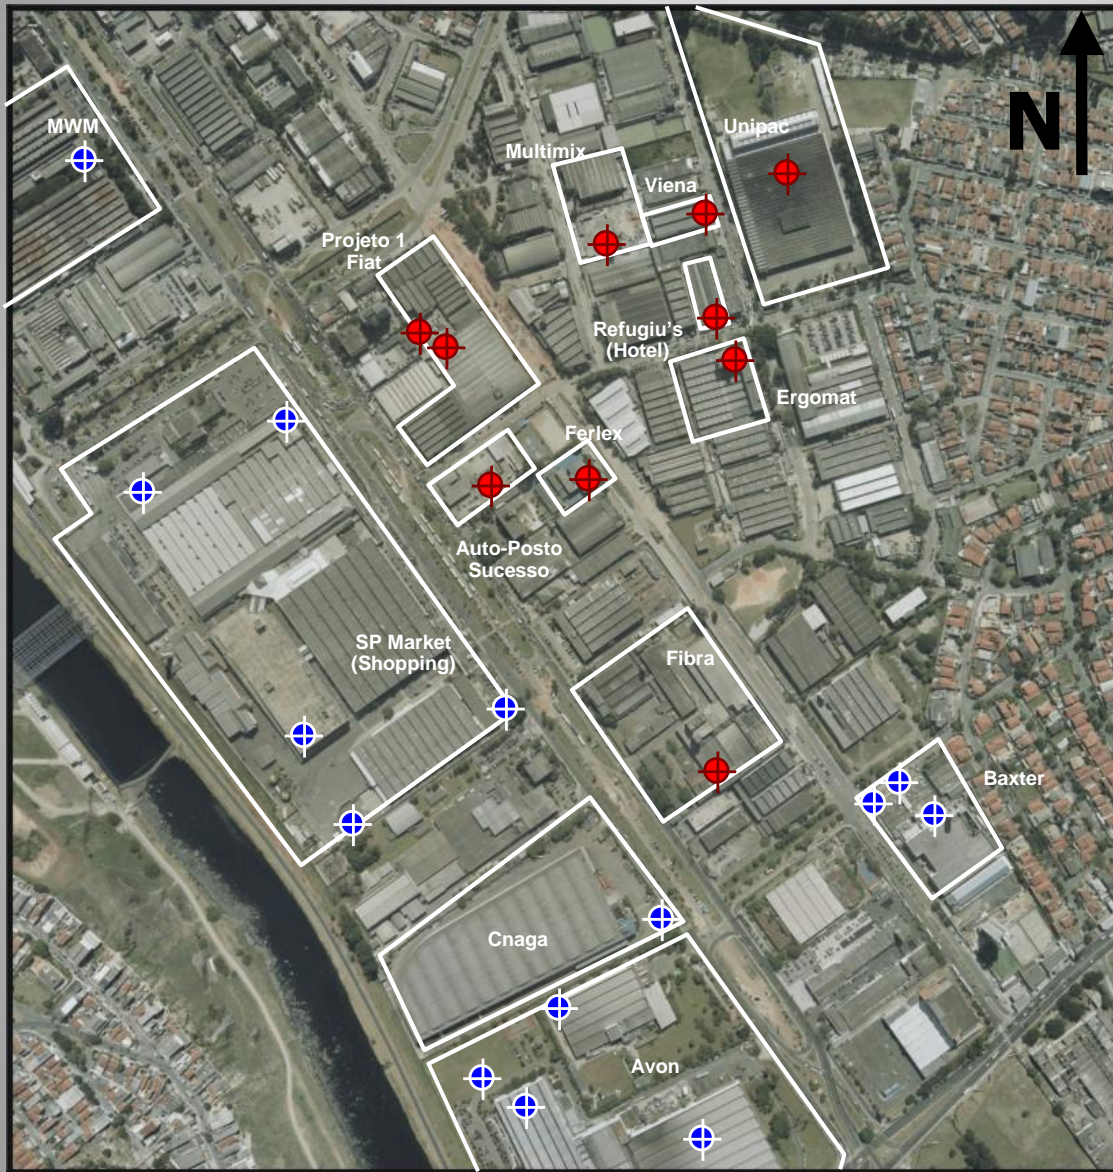 N
MWM
Unipac
Multimix
Viena
Projeto 1
Fiat
Refugiu's
(Hotel)
Ergomat
Ferlex
Auto-Posto
Sucesso
SP Market
(Shopping)
Fibra
Baxter
Cnaga
Avon